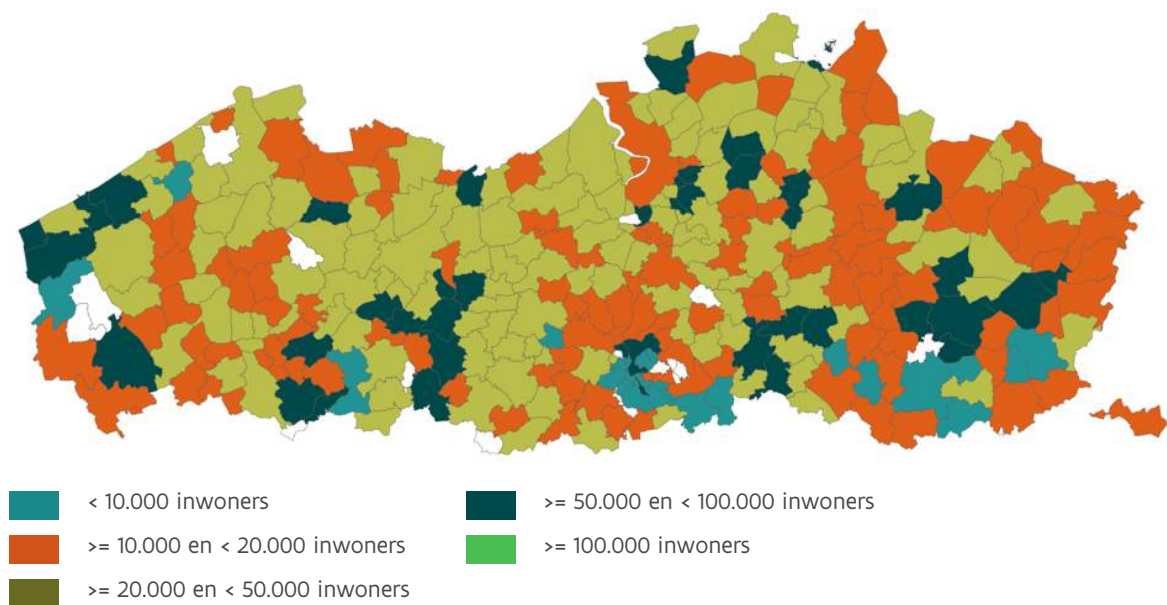 < 10.000 inwoners
>= 10.000 en < 20.000 inwoners
>= 20.000 en < 50.000 inwoners
>= 50.000 en < 100.000 inwoners
>= 100.000 inwoners